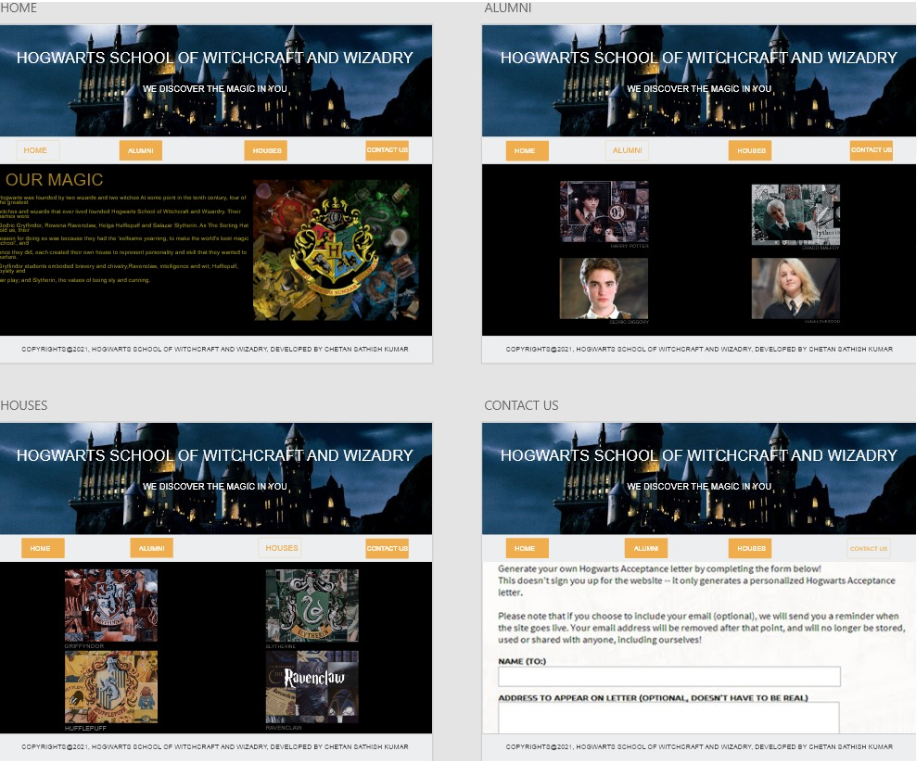 HOME
HOGWARTS SCHOOL OF WITCHCRAFT AND WIZADRY
WE DISCOVER THE MAGIC IN YOU
HOME ALUMNI HOUSES CONTACT US
OUR MAGIC
Hogwarts was founded by two wizards and two witches At some point in the tenth century, four of
the greatest
witches and wizards that ever lived founded Hogwarts School of Witchcraft and Wizardry. Their
names were
Godric Gryffindor, Rowena Ravenclaw, Helga Hufflepuff and Salazar Slytherin. As The Sorting Hat
told us, their
reason for doing so was because they had the 'selfsame yearning, to make the world's best magic
school', and
once they did, each created their own house to represent personality and skill that they wanted to
nurture.
Gryffindor students embodied bravery and chivalry,Ravenclaw, intelligence and wit; Hufflepuff,
loyalty and
fair play; and Slytherin, the values of being sly and cunning.
COPYRIGHTS@2021, HOGWARTS SCHOOL OF WITCHCRAFT AND WIZADRY, DEVELOPED BY CHETAN SATHISH KUMAR
ALUMNI
HOGWARTS SCHOOL OF WITCHCRAFT AND WIZADRY
WE DISCOVER THE MAGIC IN YOU
HOME ALUMNI HOUSES CONTACT US
HARRY POTTER
DRACO MALFOY
CEDRIC DIGGORY
COPYRIGHTS@2021, HOGWARTS SCHOOL OF WITCHCRAFT AND WIZADRY, DEVELOPED BY CHETAN SATHISH KUMAR
HOUSES
HOGWARTS SCHOOL OF WITCHCRAFT AND WIZADRY
WE DISCOVER THE MAGIC IN YOU
HOME ALUMNI HOUSES CONTACT US
GRIFFYNDOR
SLYTHERINE
Ravenclaw
HUFFLEPUFF
RAVENCLAW
COPYRIGHTS@2021, HOGWARTS SCHOOL OF WITCHCRAFT AND WIZADRY, DEVELOPED BY CHETAN SATHISH KUMAR
CONTACT US
HOGWARTS SCHOOL OF WITCHCRAFT AND WIZADRY
WE DISCOVER THE MAGIC IN YOU
HOME ALUMNI HOUSES CONTACT US
Generate your own Hogwarts Acceptance letter by completing the form below!
This doesn't sign you up for the website -- it only generates a personalized Hogwarts Acceptance
letter.
Please note that if you choose to include your email (optional), we will send you a reminder when
the site goes live. Your email address will be removed after that point, and will no longer be stored,
used or shared with anyone, including ourselves!
NAME (TO:)
ADDRESS TO APPEAR ON LETTER (OPTIONAL, DOESN'T HAVE TO BE REAL)
COPYRIGHTS@2021, HOGWARTS SCHOOL OF WITCHCRAFT AND WIZADRY, DEVELOPED BY CHETAN SATHISH KUMAR